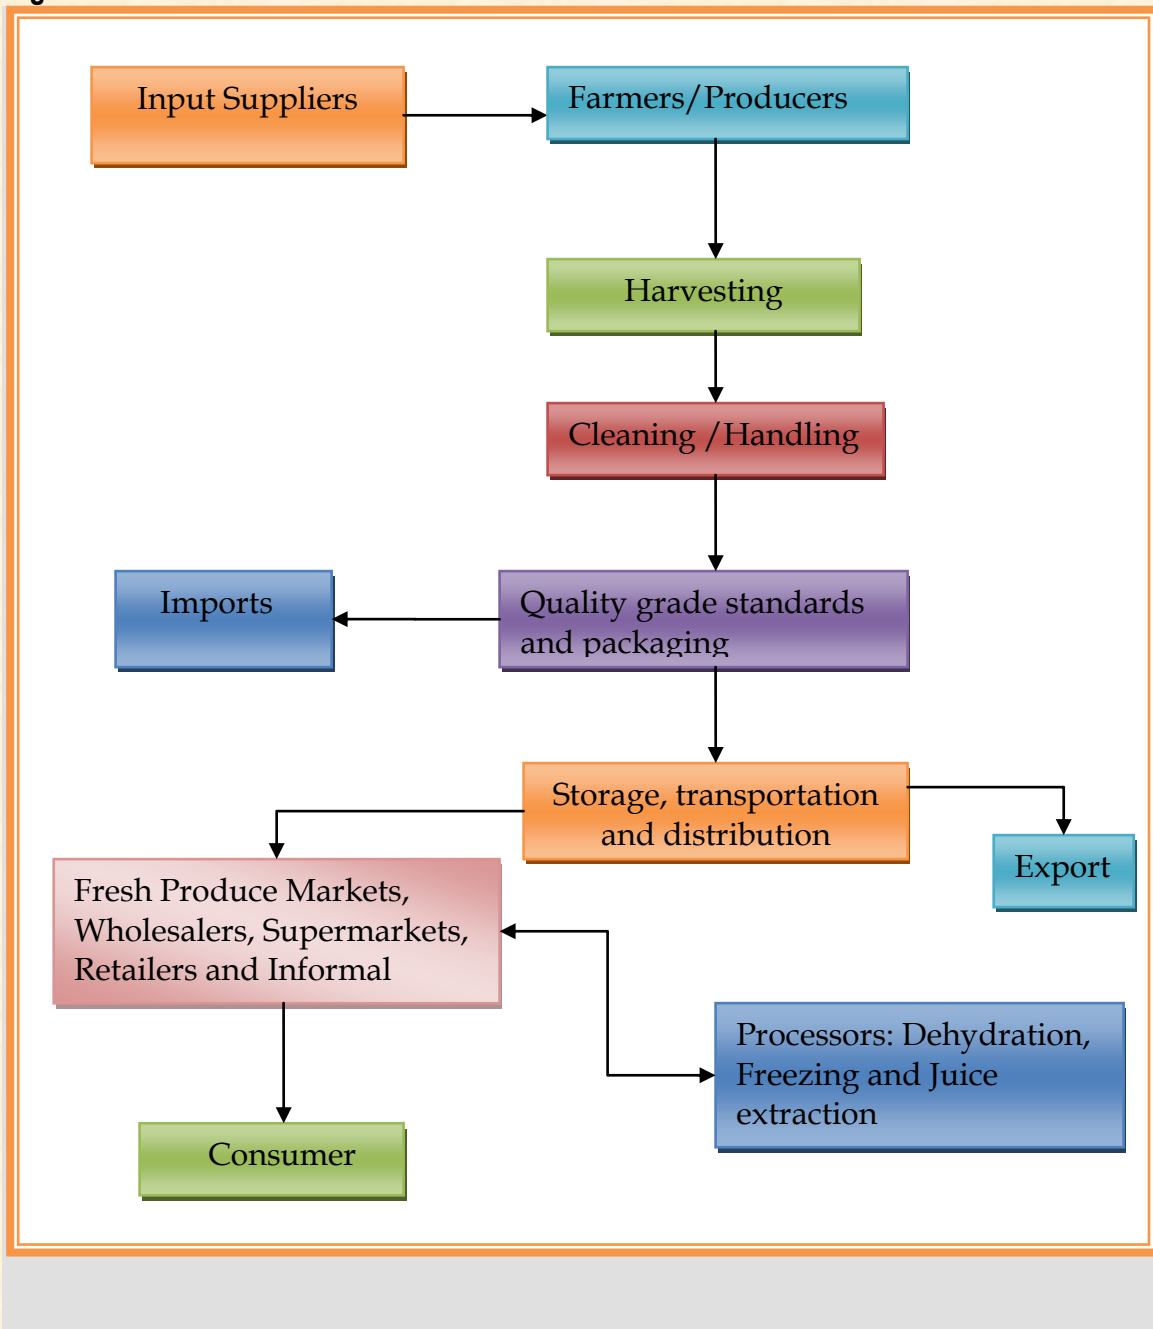 Input Suppliers
Farmers/Producers
Harvesting
Cleaning /Handling
Imports
Quality grade standards
and packaging
Storage, transportation
and distribution
Export
Fresh Produce Markets,
Wholesalers, Supermarkets,
Retailers and Informal
Processors: Dehydration,
Freezing and Juice
extraction
Consumer